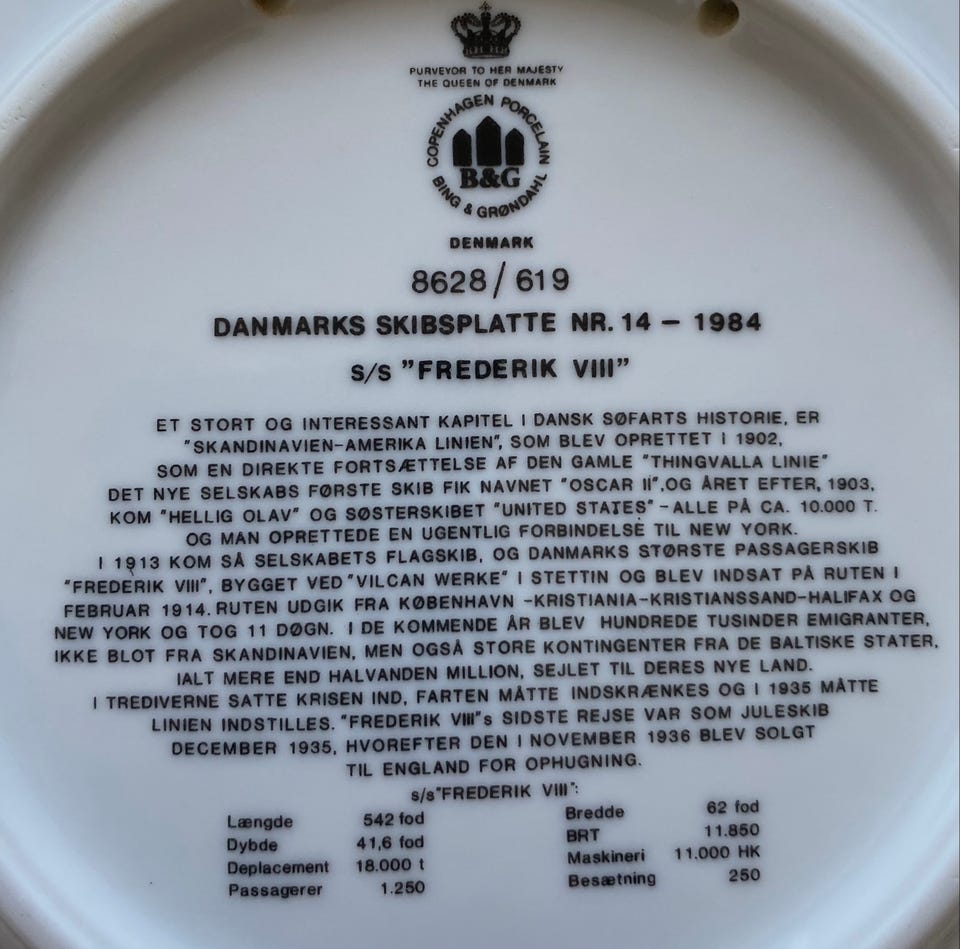 PURVEYOR TO HER MAJESTY
THE QUEEN OF DENMARK
COPENHAGEN PORCELAIN
B&G
BING & GRØNDAHL
DENMARK
8628/619
DANMARKS SKIBSPLATTE NR. 14 – 1984
s/s "FREDERIK VIII"
ET STORT OG INTERESSANT KAPITEL I DANSK SØFARTS HISTORIE, ER
"SKANDINAVIEN-AMERIKA LINIEN", SOM BLEV OPRETTET I 1902,
SOM EN DIREKTE FORTSÆTTELSE AF DEN GAMLE "THINGVALLA LINIE"
DET NYE SELSKABS FØRSTE SKIB FIK NAVNET "OSCAR II".OG ÅRET EFTER, 1903,
KOM "HELLIG OLAV" OG SØSTERSKIBET "UNITED STATES" - ALLE PÅ CA. 10.000 T.
OG MAN OPRETTEDE EN UGENTLIG FORBINDELSE TIL NEW YORK.
I 1913 KOM SÅ SELSKABETS FLAGSKIB, OG DANMARKS STØRSTE PASSAGERSKIB
"FREDERIK VIII", BYGGET VED "VILCAN WERKE" I STETTIN OG BLEV INDSAT PÅ RUTEN I
FEBRUAR 1914. RUTEN UDGIK FRA KØBENHAVN -KRISTIANIA-KRISTIANSSAND-HALIFAX OG
NEW YORK OG TOG 11 DØGN. I DE KOMMENDE ÅR BLEV HUNDREDE TUSINDER EMIGRANTER,
IKKE BLOT FRA SKANDINAVIEN, MEN OGSÅ STORE KONTINGENTER FRA DE BALTISKE STATER,
IALT MERE END HALVANDEN MILLION, SEJLET TIL DERES NYE LAND.
I TREDIVERNE SATTE KRISEN IND, FARTEN MÅTTE INDSKRÆNKES OG I 1935 MÅTTE
LINIEN INDSTILLES. "FREDERIK VIII"s SIDSTE REJSE VAR SOM JULESKIB
DECEMBER 1935, HVOREFTER DEN I NOVEMBER 1936 BLEV SOLGT
TIL ENGLAND FOR OPHUGNING.
s/s"FREDERIK VIII":
Længde 542 fod Bredde 62 fod
Dybde 41,6 fod BRT 11.850
Deplacement 18.000 t Maskineri 11.000 HK
Passagerer 1.250 Besætning 250